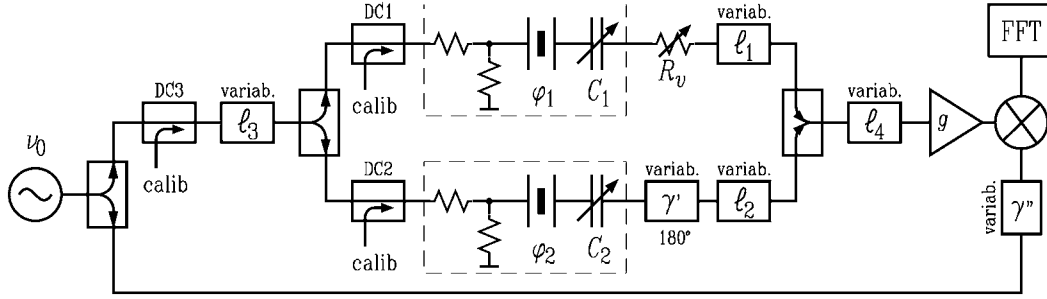 DC1
variab.
FFT
calib
φ1
C1
Rv
ℓ1
DC3
variab.
ν0
ℓ3
variab.
ℓ4
g
calib
DC2
variab.
variab.
variab.
γ'
ℓ2
γ"
180°
calib
φ2
C2